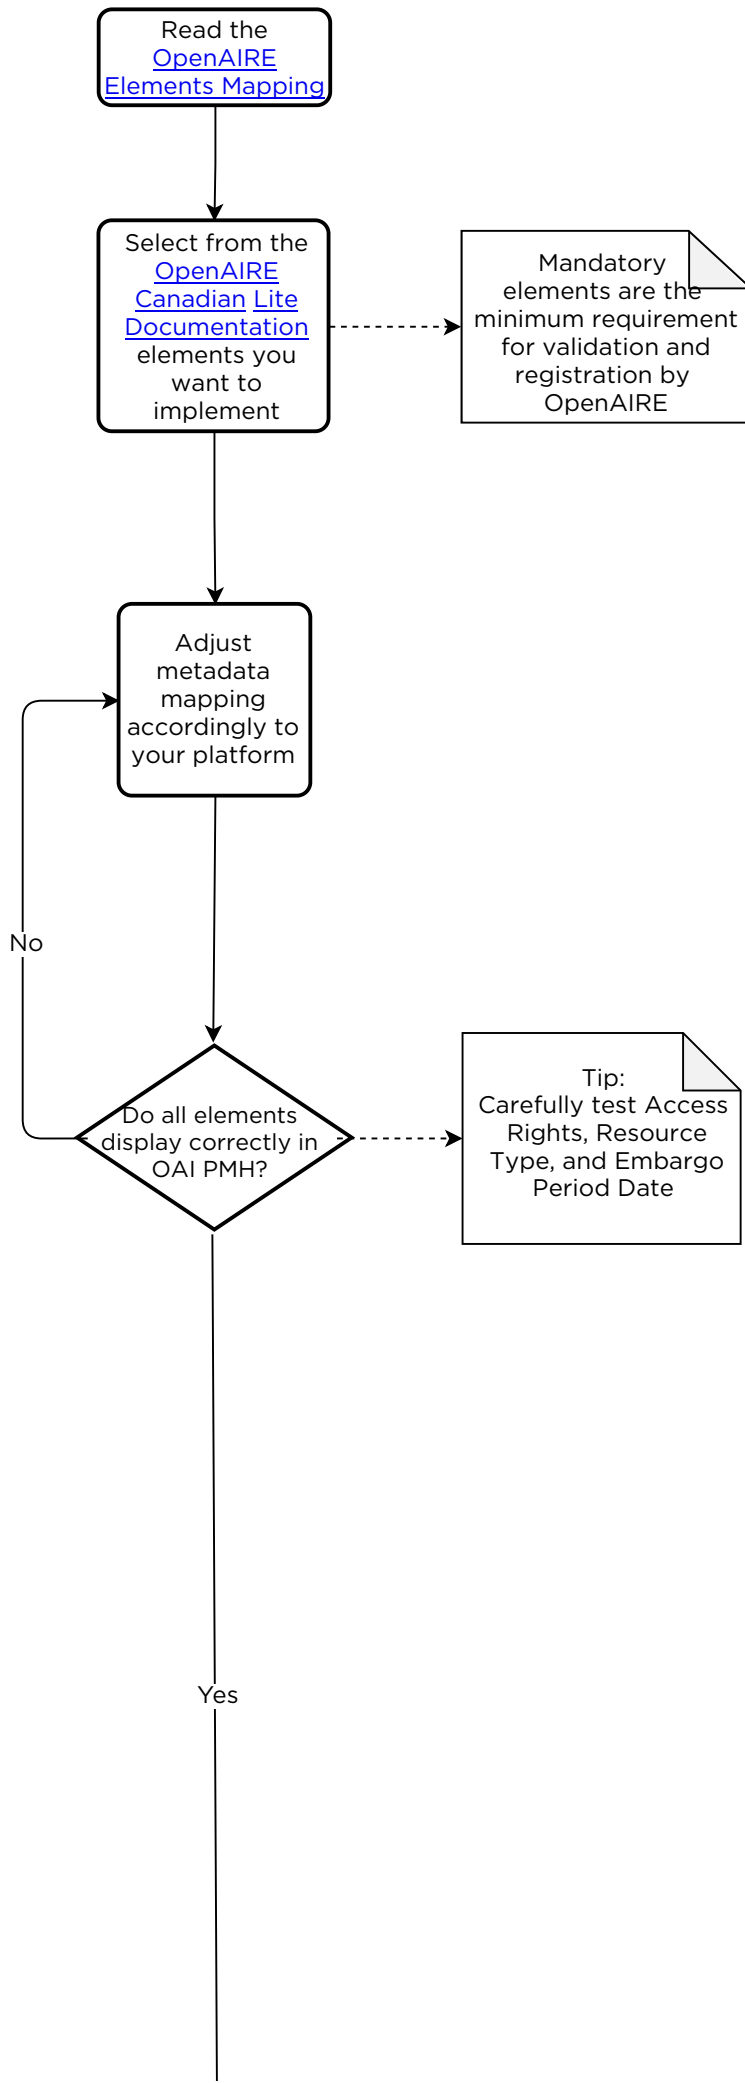 Read the
OpenAIRE
Elements Mapping
Select from the
OpenAIRE
Canadian Lite
Documentation
elements you
want to
implement
Mandatory
elements are the
minimum requirement
for validation and
registration by
OpenAIRE
Adjust
metadata
mapping
accordingly to
your platform
No
Do all elements
display correctly in
OAI PMH?
Tip:
Carefully test Access
Rights, Resource
Type, and Embargo
Period Date
Yes